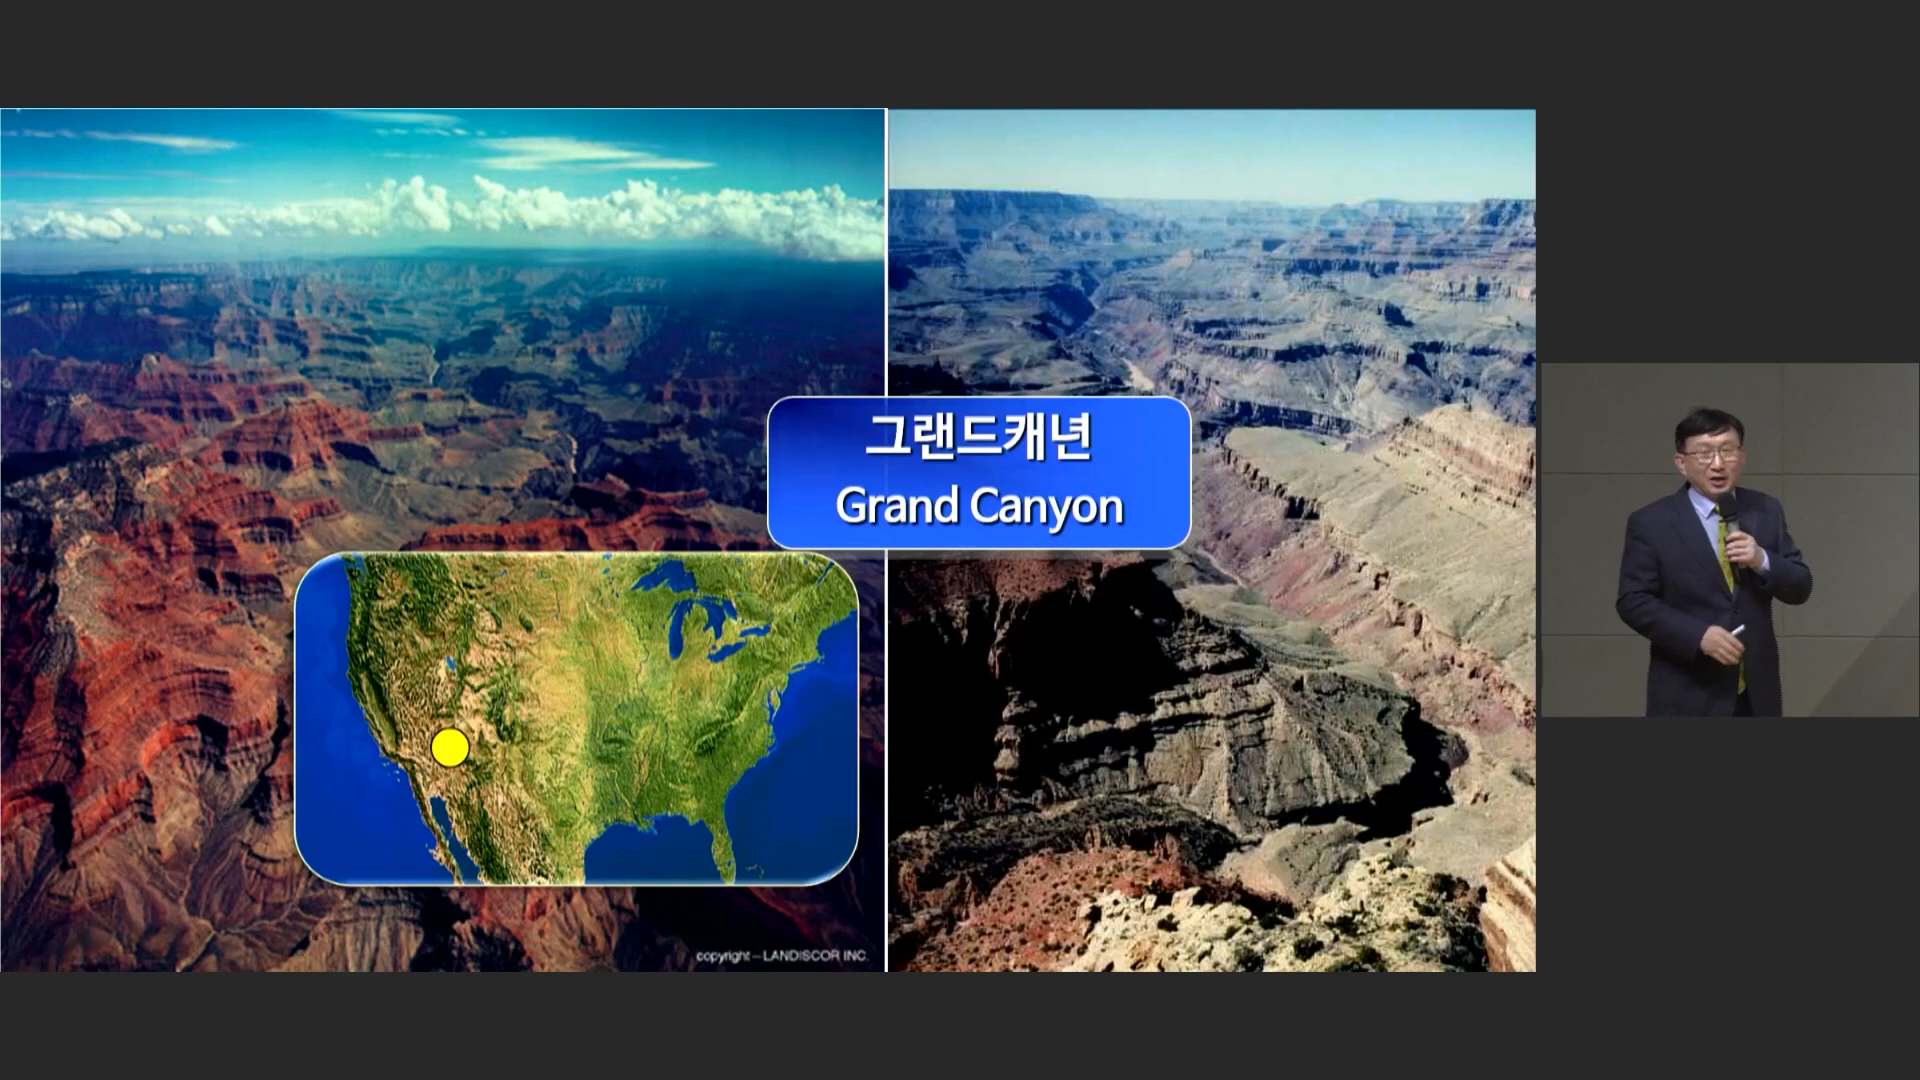 그랜드캐년
Grand Canyon
copyright – LANDISCOR INC.